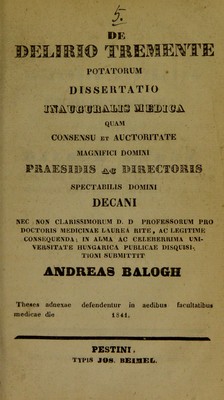 5.
DE
DELIRIO TREMENTE
POTATORUM
DISSERTATIO
INAUGURALIS MEDICA
QUAM
CONSENSU ET AUCTORITATE
MAGNIFICI DOMINI
PRAESIDIS AC DIRECTORIS
SPECTABILIS DOMINI
DECANI
NEC NON CLARISSIMORUM D. D PROFESSORUM PRO
DOCTORIS MEDICINAE LAUREA RITE, AC LEGITIME
CONSEQUENDA; IN ALMA AC CELEBERRIMA UNI-
VERSITATE HUNGARICA PUBLICAE DISQUISI-
TIONI SUBMITTIT
ANDREAS BALOGH
Theses adnexae defendentur in aedibus facultatibus
medicae die 1841.
PESTINI,
TYPIS JOS. BEIMEL.